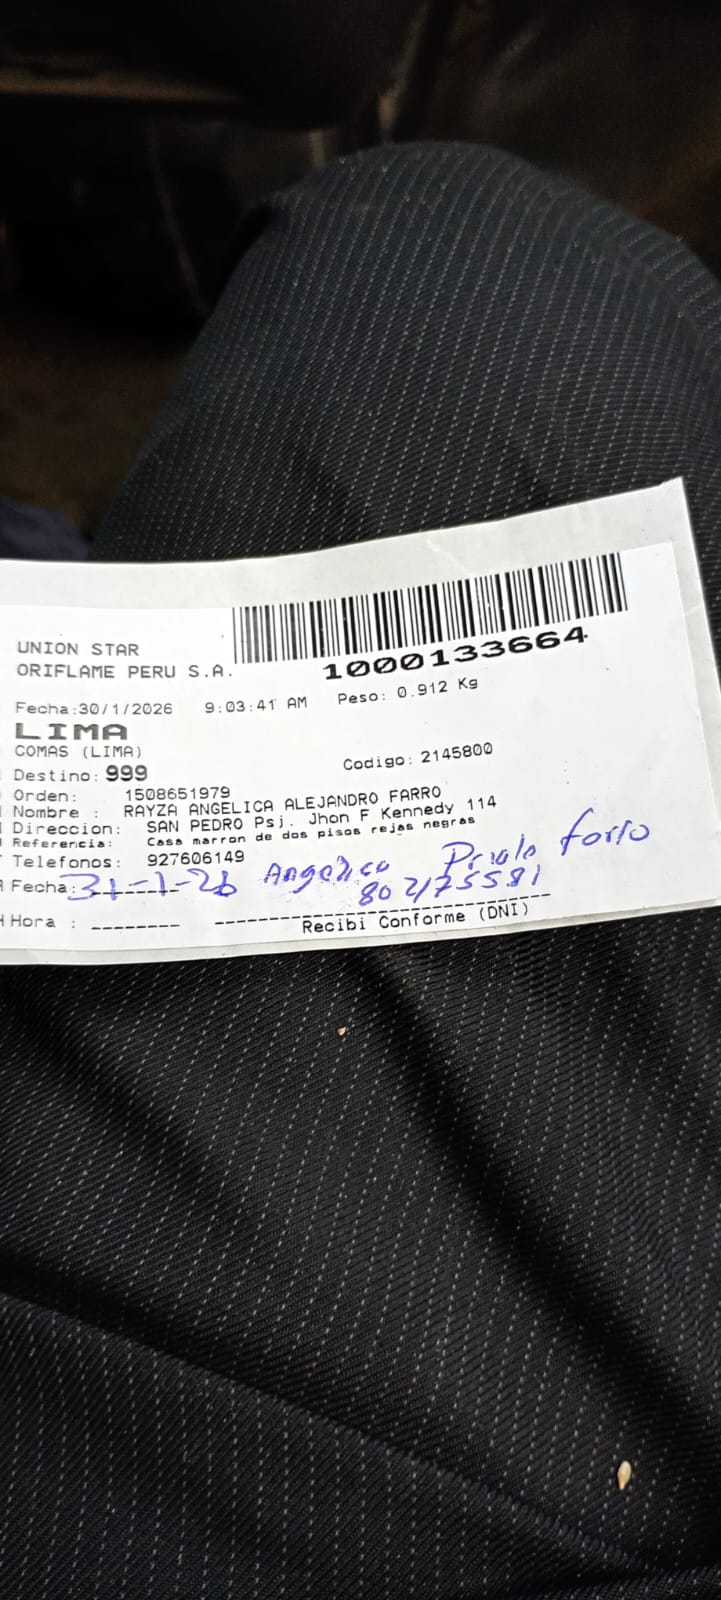 UNION STAR
ORIFLAME PERU S.A.
1000133664
Fecha:30/1/2026 9:03:41 AM Peso: 0.912 Kg
LIMA
COMAS (LIMA)
Destino: 999 Codigo: 2145800
Orden: 1508651979
Nombre : RAYZA ANGELICA ALEJANDRO FARRO
Direccion: SAN PEDRO Psj. Jhon F Kennedy 114
Referencia: Casa marron de dos pisos rejas negras
Telefonos: 927606149
Fecha: 31-1-26 Angelica Farro
Hora :
Recibi Conforme (DNI)